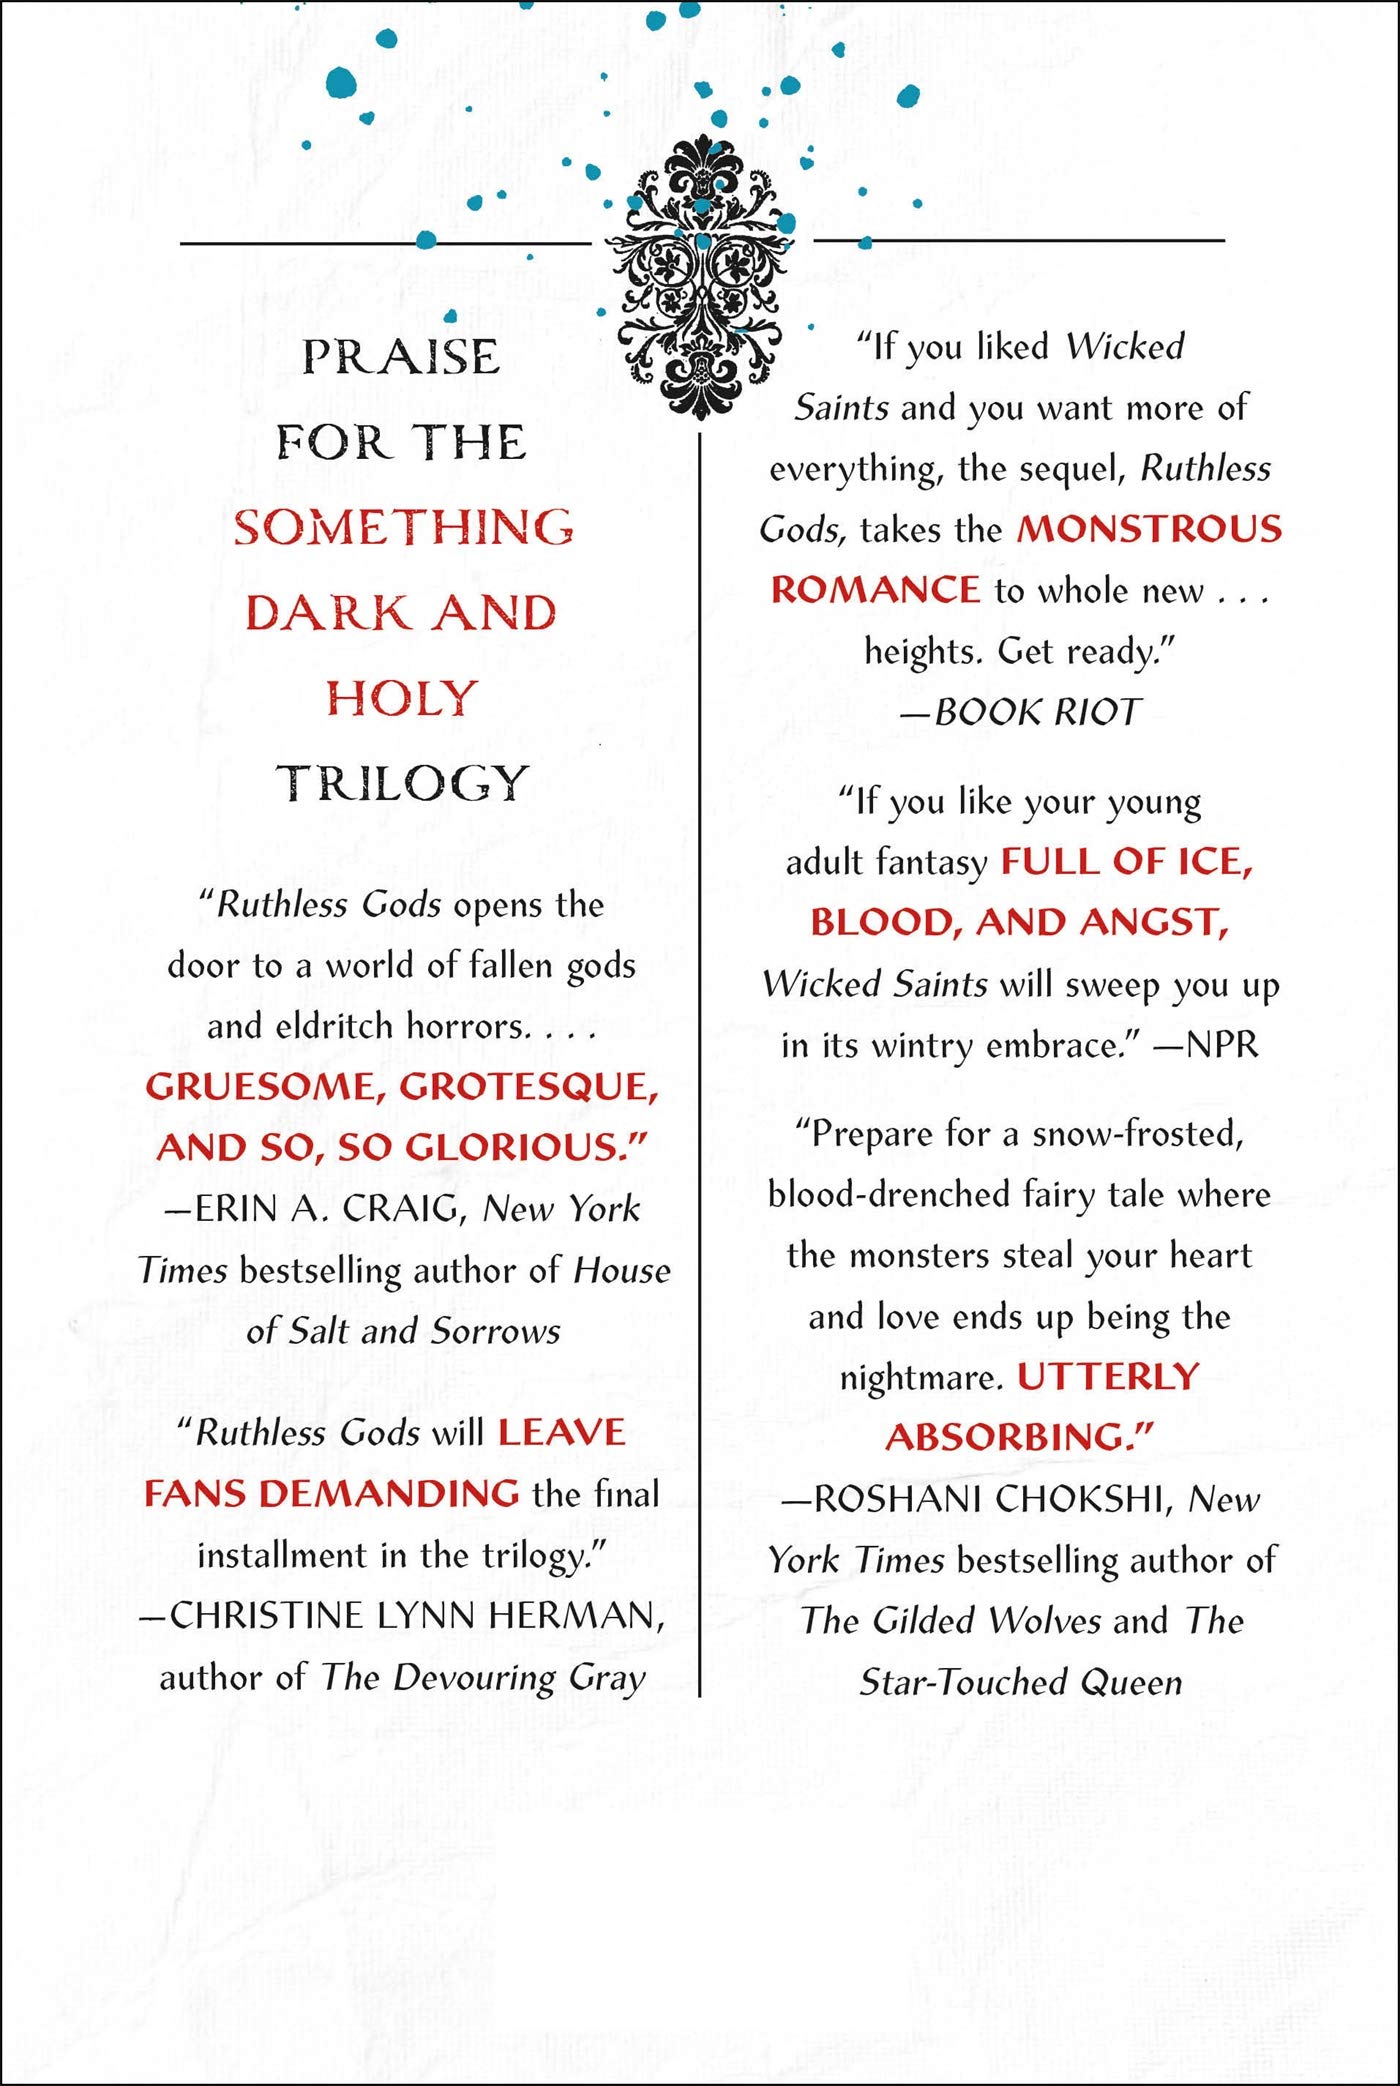 PRAISE
FOR THE
SOMETHING
DARK AND
HOLY
TRILOGY
“Ruthless Gods opens the
door to a world of fallen gods
and eldritch horrors. . . .
GRUESOME, GROTESQUE,
AND SO, SO GLORIOUS.”
—ERIN A. CRAIG, New York
Times bestselling author of House
of Salt and Sorrows
“Ruthless Gods will LEAVE
FANS DEMANDING the final
installment in the trilogy.”
—CHRISTINE LYNN HERMAN,
author of The Devouring Gray
“If you liked Wicked
Saints and you want more of
everything, the sequel, Ruthless
Gods, takes the MONSTROUS
ROMANCE to whole new . . .
heights. Get ready.”
—BOOK RIOT
“If you like your young
adult fantasy FULL OF ICE,
BLOOD, AND ANGST,
Wicked Saints will sweep you up
in its wintry embrace.” —NPR
“Prepare for a snow-frosted,
blood-drenched fairy tale where
the monsters steal your heart
and love ends up being the
nightmare. UTTERLY
ABSORBING.”
—ROSHANI CHOKSHI, New
York Times bestselling author of
The Gilded Wolves and The
Star-Touched Queen